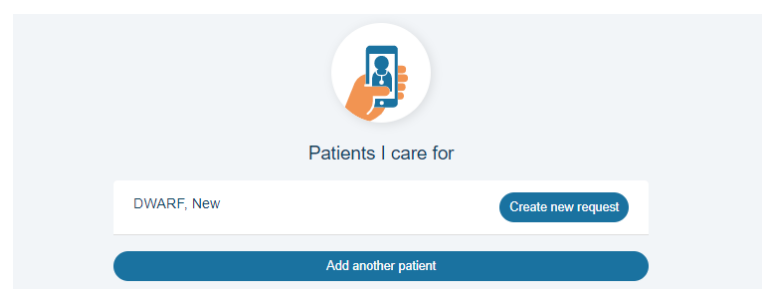 Patients I care for
DWARF, New
Create new request
Add another patient